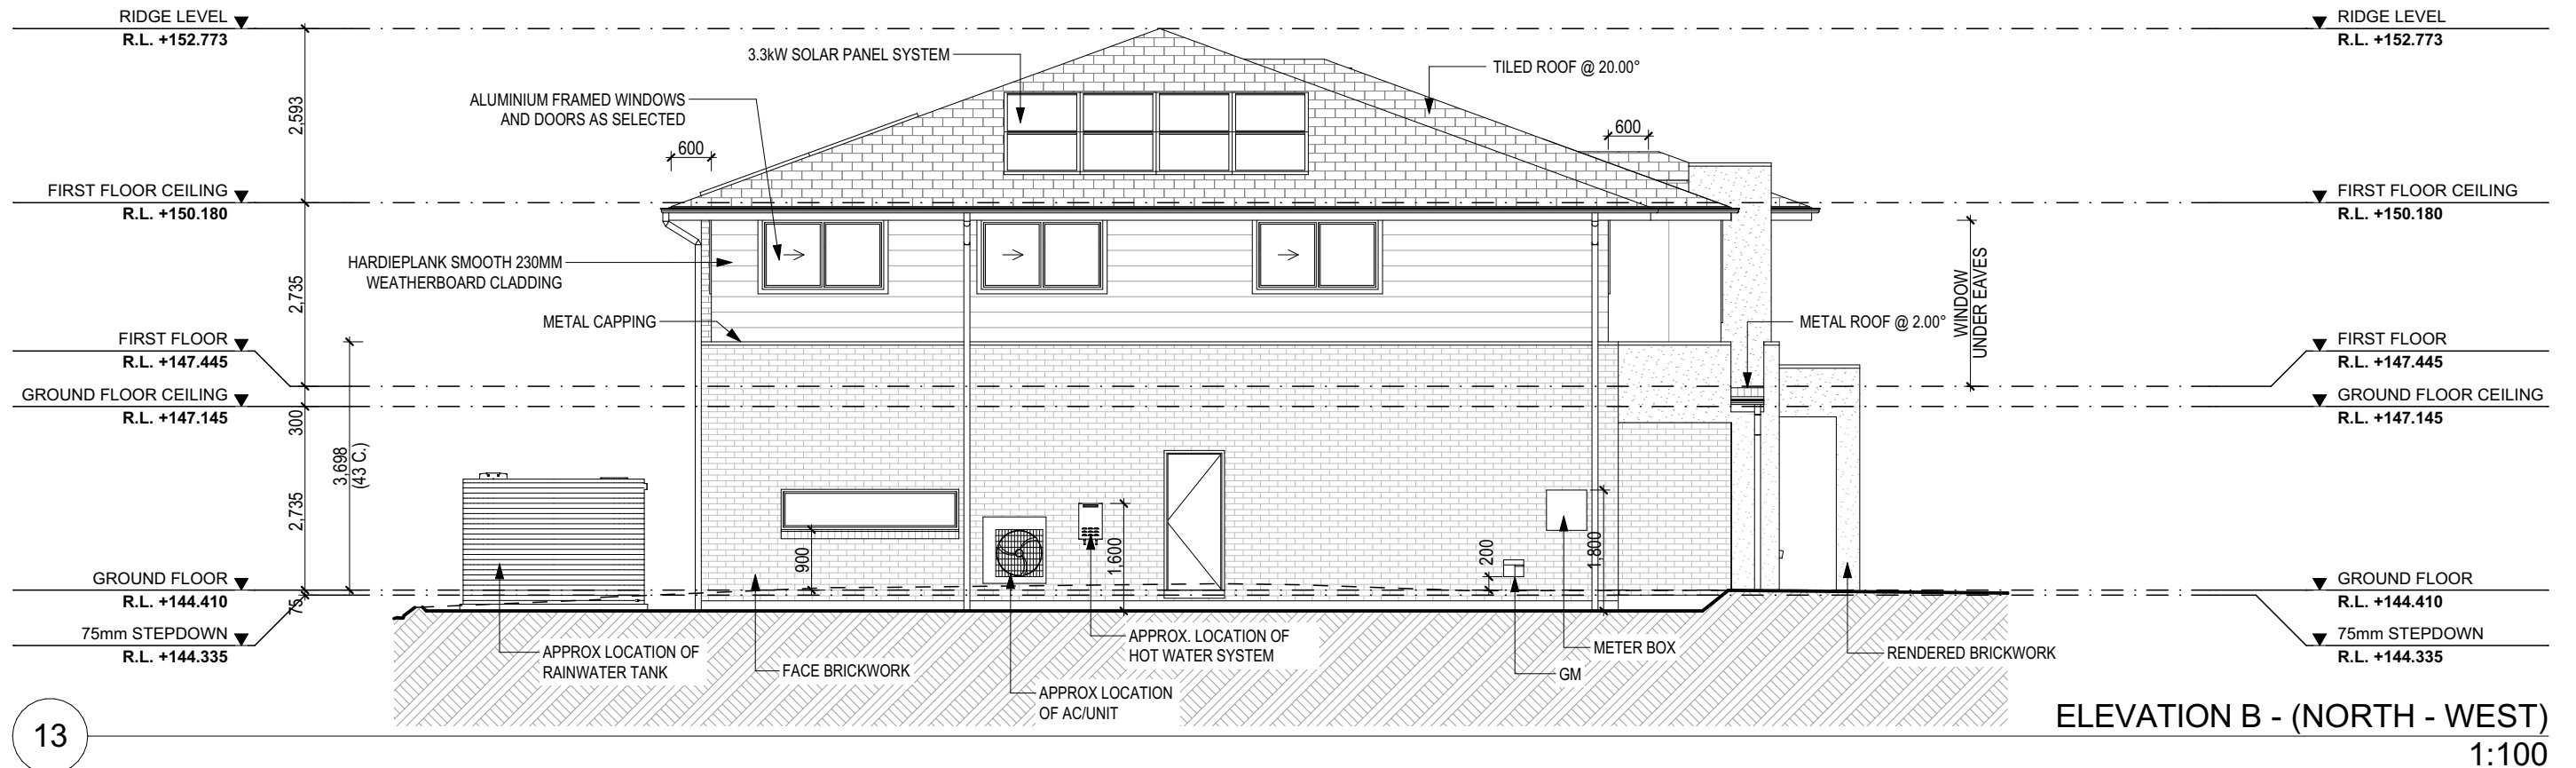 RIDGE LEVEL
R.L. +152.773
FIRST FLOOR CEILING
R.L. +150.180
FIRST FLOOR
R.L. +147.445
GROUND FLOOR CEILING
R.L. +147.145
GROUND FLOOR
R.L. +144.410
75mm STEPDOWN
R.L. +144.335
2,593
2,735
300
2,735
75
3,698
(43 C.)
3.3kW SOLAR PANEL SYSTEM
ALUMINIUM FRAMED WINDOWS
AND DOORS AS SELECTED
600
HARDIEPLANK SMOOTH 230MM
WEATHERBOARD CLADDING
METAL CAPPING
TILED ROOF @ 20.00°
600
METAL ROOF @ 2.00°
WINDOW
UNDER EAVES
900
1,600
200
1,800
APPROX LOCATION OF
RAINWATER TANK
FACE BRICKWORK
APPROX LOCATION
OF AC/UNIT
APPROX. LOCATION OF
HOT WATER SYSTEM
GM
METER BOX
RENDERED BRICKWORK
RIDGE LEVEL
R.L. +152.773
FIRST FLOOR CEILING
R.L. +150.180
FIRST FLOOR
R.L. +147.445
GROUND FLOOR CEILING
R.L. +147.145
GROUND FLOOR
R.L. +144.410
75mm STEPDOWN
R.L. +144.335
13
ELEVATION B - (NORTH - WEST)
1:100